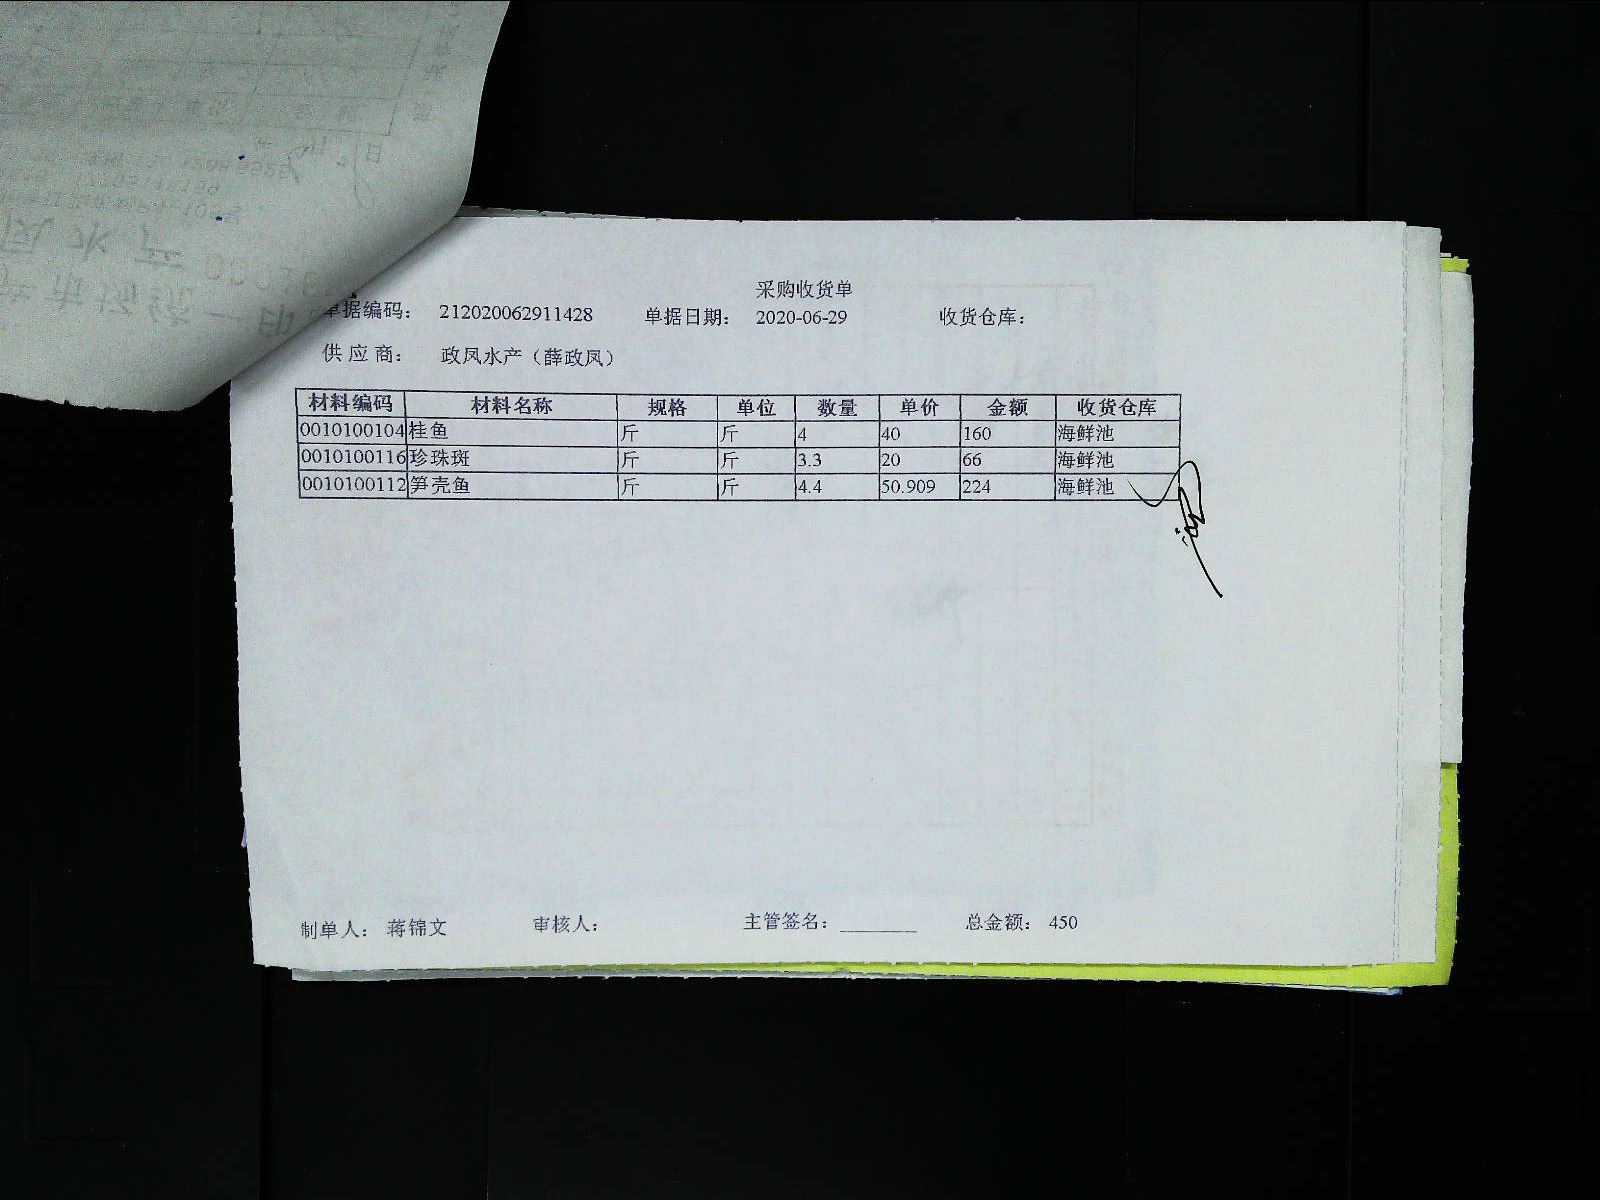 采购收货单
单据编码： 212020062911428 单据日期： 2020-06-29 收货仓库：
供应商： 政凤水产（薛政凤）
材料编码 材料名称 规格 单位 数量 单价 金额 收货仓库
0010100104 桂鱼 斤 斤 4 40 160 海鲜池
0010100116 珍珠斑 斤 斤 3.3 20 66 海鲜池
0010100112 笋壳鱼 斤 斤 4.4 50.909 224 海鲜池
制单人： 蒋锦文 审核人： 主管签名：________ 总金额： 450